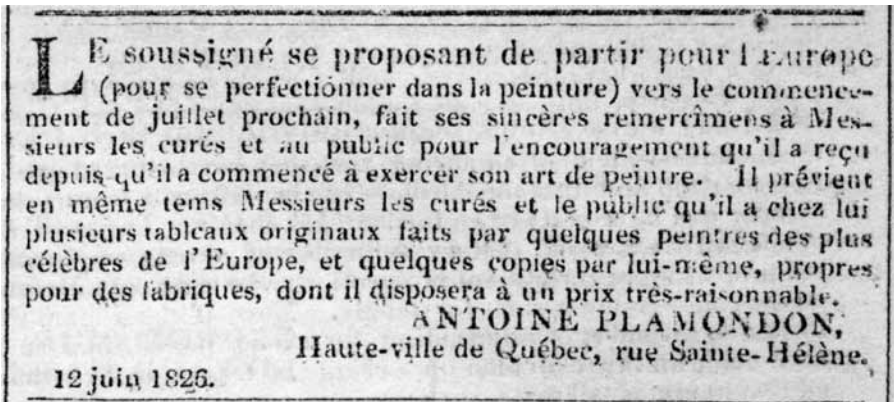 LE soussigné se proposant de partir pour l'Europe
(pour se perfectionner dans la peinture) vers le commence-
ment de juillet prochain, fait ses sincères remercîmens à Mes-
sieurs les curés et au public pour l'encouragement qu'il a reçu
depuis qu'il a commencé à exercer son art de peintre. Il prévient
en même tems Messieurs les curés et le public qu'il a chez lui
plusieurs tableaux originaux faits par quelques peintres des plus
célèbres de l'Europe, et quelques copies par lui-même, propres
pour des fabriques, dont il disposera à un prix très-raisonnable.
ANTOINE PLAMONDON,
Haute-ville de Québec, rue Sainte-Hélène.
12 juin 1826.